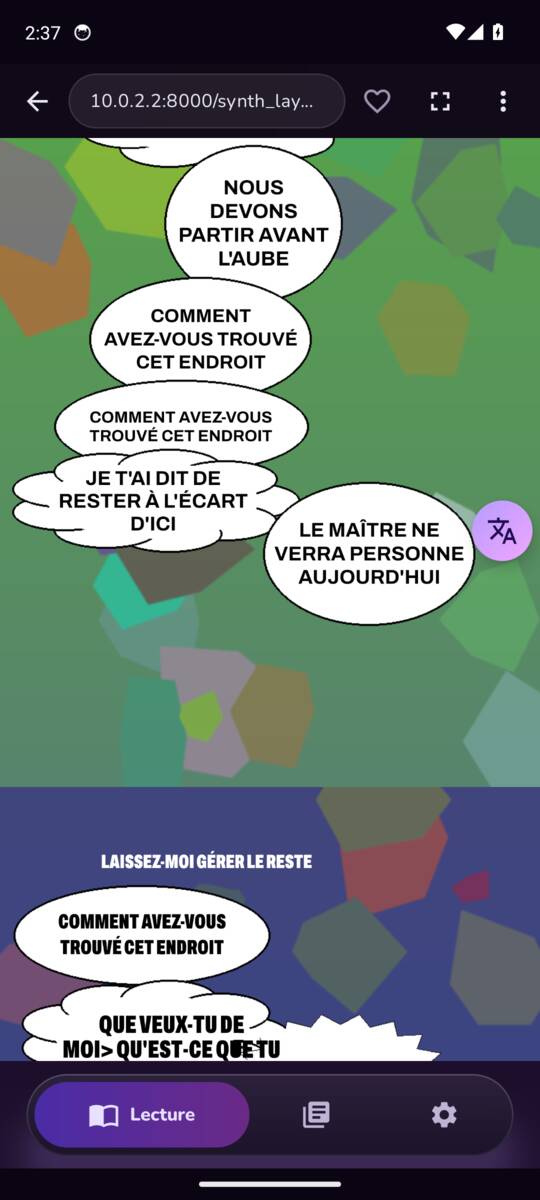 2:37
10.0.2.2:8000/synth_lay...
NOUS
DEVONS
PARTIR AVANT
L'AUBE
COMMENT
AVEZ-VOUS TROUVÉ
CET ENDROIT
COMMENT AVEZ-VOUS
TROUVÉ CET ENDROIT
JE T'AI DIT DE
RESTER À L'ÉCART
D'ICI
LE MAÎTRE NE
VERRA PERSONNE
AUJOURD'HUI
LAISSEZ-MOI GÉRER LE RESTE
COMMENT AVEZ-VOUS
TROUVÉ CET ENDROIT
QUE VEUX-TU DE
MOI> QU'EST-CE QUE TU
Lecture